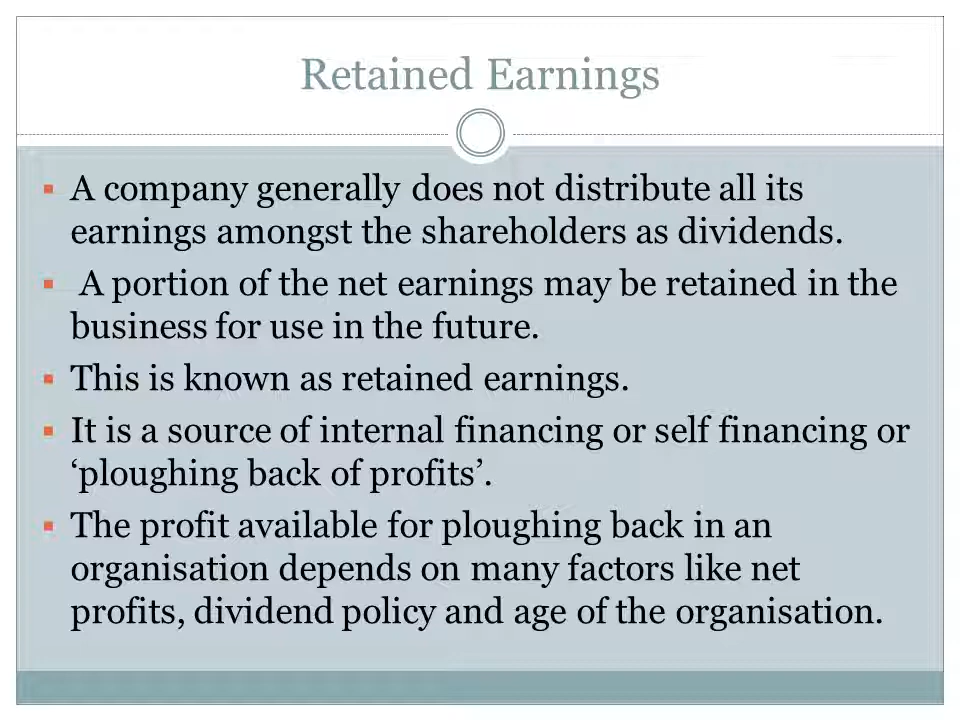 Retained Earnings
▪ A company generally does not distribute all its
earnings amongst the shareholders as dividends.
▪ A portion of the net earnings may be retained in the
business for use in the future.
▪ This is known as retained earnings.
▪ It is a source of internal financing or self financing or
‘ploughing back of profits’.
▪ The profit available for ploughing back in an
organisation depends on many factors like net
profits, dividend policy and age of the organisation.